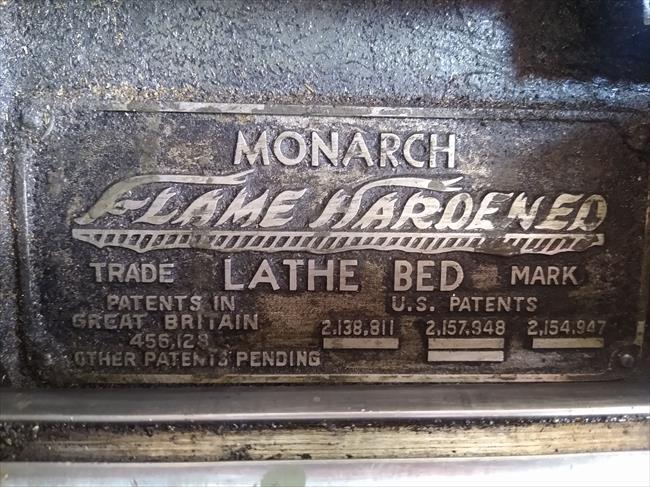 MONARCH
FLAME HARDENED
TRADE LATHE BED MARK
PATENTS IN
GREAT BRITAIN
456,128
OTHER PATENTS PENDING
U.S. PATENTS
2,138,811 2,157,948 2,154,947